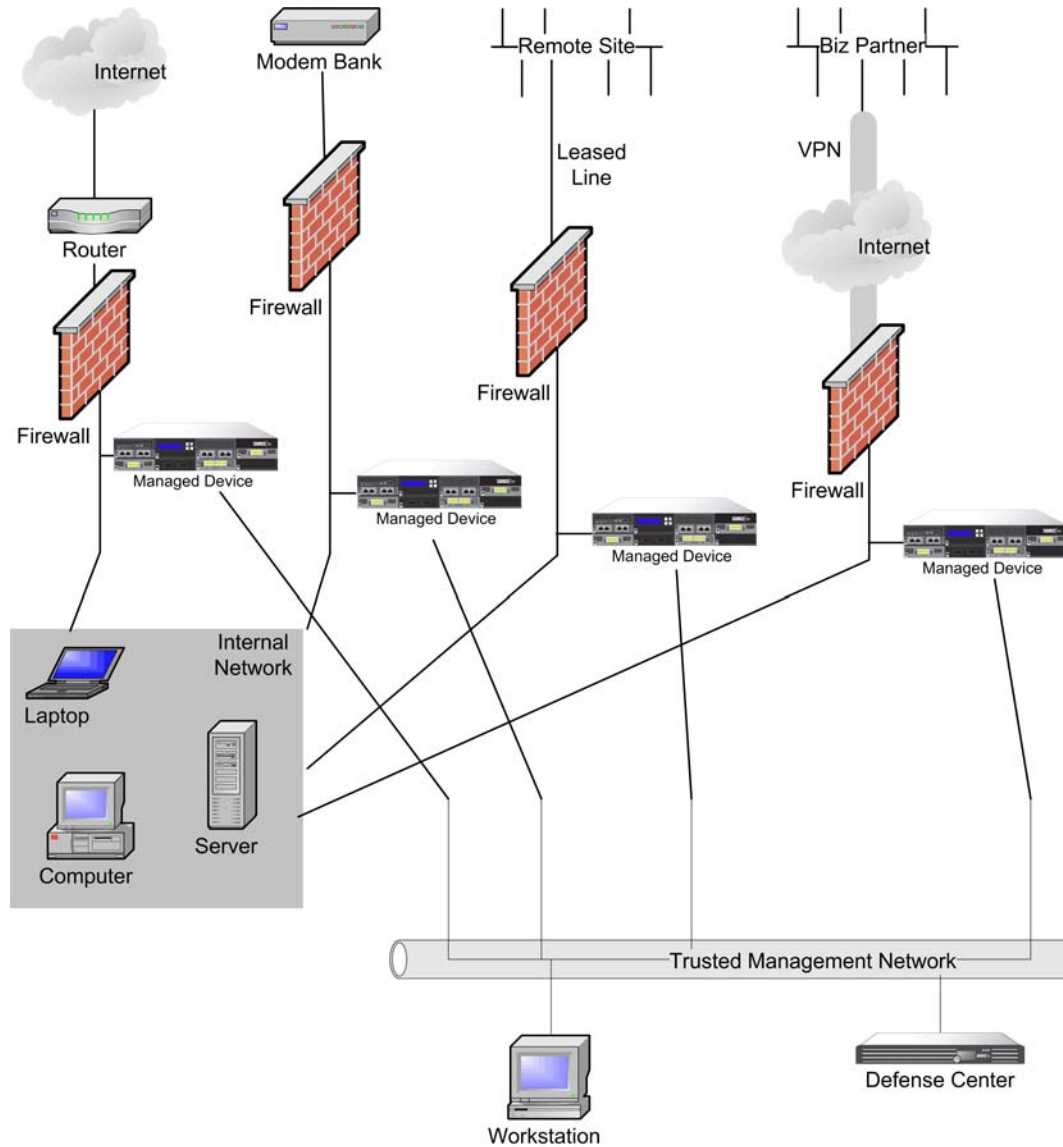 Internet
Modem Bank
Remote Site
Biz Partner
Leased
Line
VPN
Internet
Router
Firewall
Firewall
Firewall
Firewall
Managed Device
Managed Device
Managed Device
Managed Device
Internal
Network
Laptop
Server
Computer
Trusted Management Network
Workstation
Defense Center